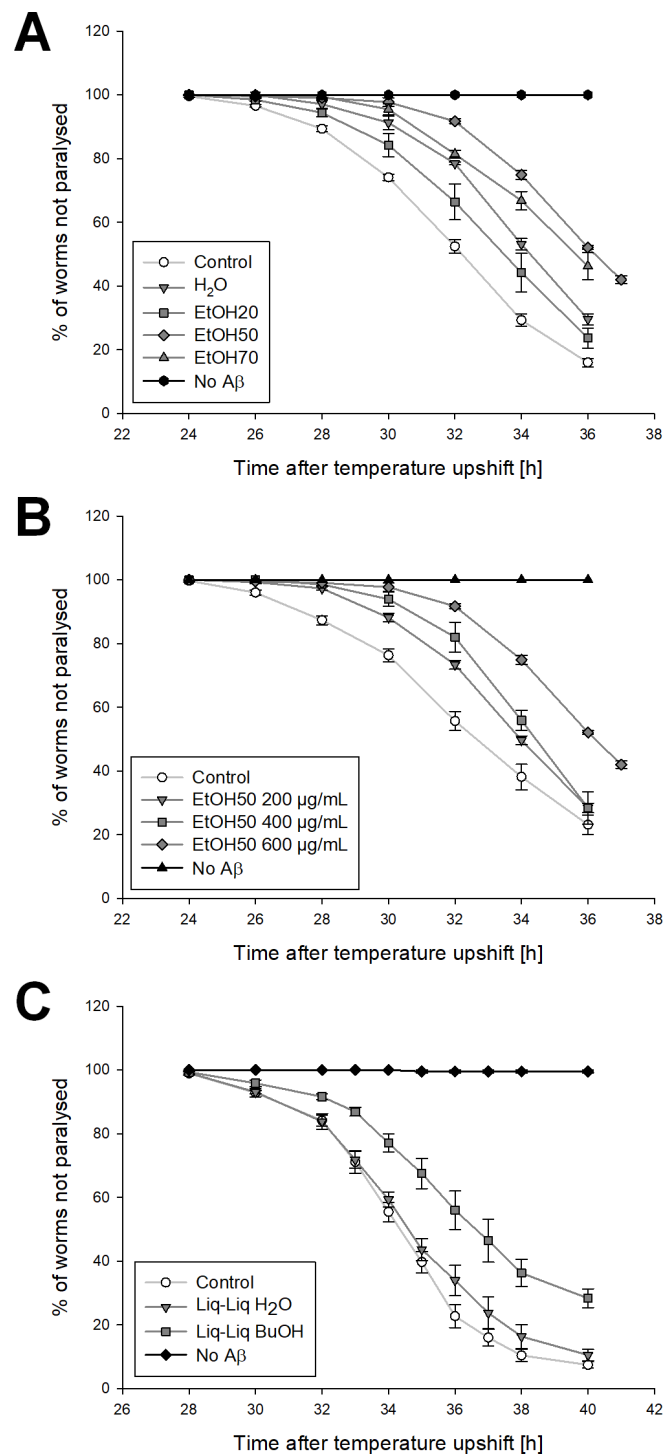 A
120
100
80
60
40
20
0
% of worms not paralysed
Control
H₂O
EtOH20
EtOH50
EtOH70
No Aβ
22 24 26 28 30 32 34 36 38
Time after temperature upshift [h]
B
120
100
80
60
40
20
0
% of worms not paralysed
Control
EtOH50 200 µg/mL
EtOH50 400 µg/mL
EtOH50 600 µg/mL
No Aβ
22 24 26 28 30 32 34 36 38
Time after temperature upshift [h]
C
120
100
80
60
40
20
0
% of worms not paralysed
Control
Liq-Liq H2O
Liq-Liq BuOH
No Aβ
26 28 30 32 34 36 38 40 42
Time after temperature upshift [h]